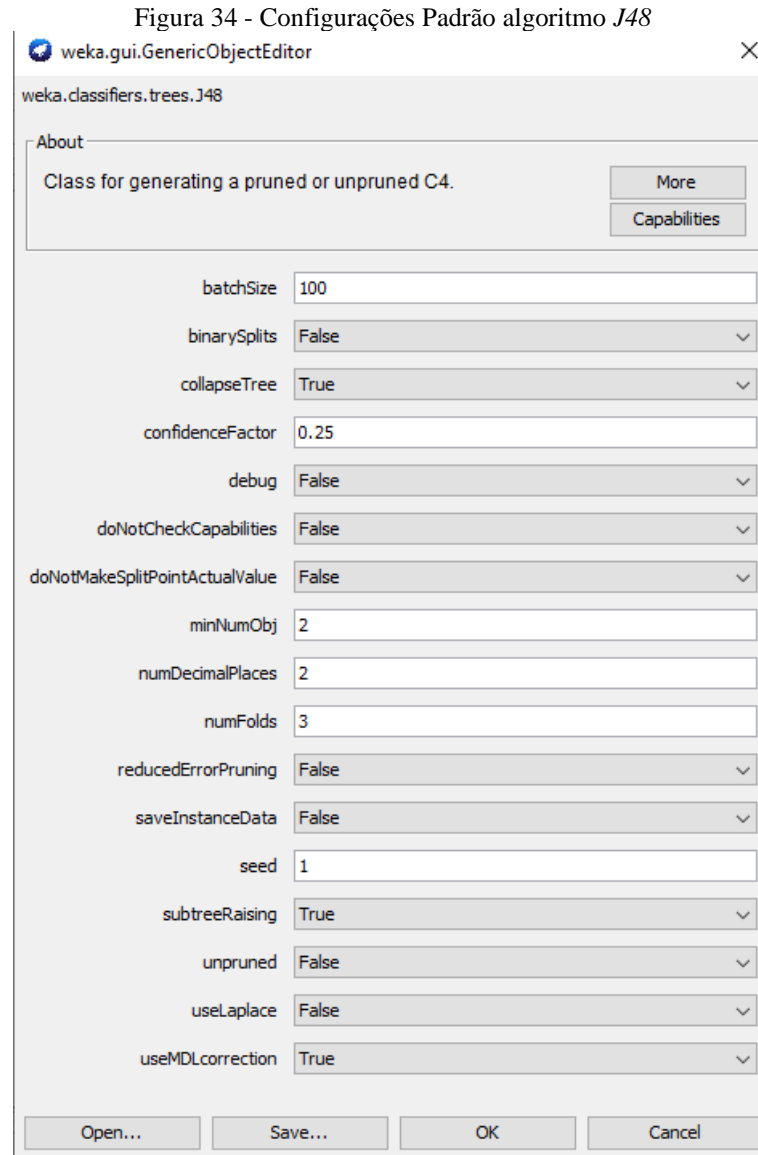 Figura 34 - Configurações Padrão algoritmo J48
weka.gui.GenericObjectEditor
weka.classifiers.trees.J48
About
Class for generating a pruned or unpruned C4.
More
Capabilities
batchSize 100
binarySplits False
collapseTree True
confidenceFactor 0.25
debug False
doNotCheckCapabilities False
doNotMakeSplitPointActualValue False
minNumObj 2
numDecimalPlaces 2
numFolds 3
reducedErrorPruning False
saveInstanceData False
seed 1
subtreeRaising True
unpruned False
useLaplace False
useMDLcorrection True
Open... Save... OK Cancel